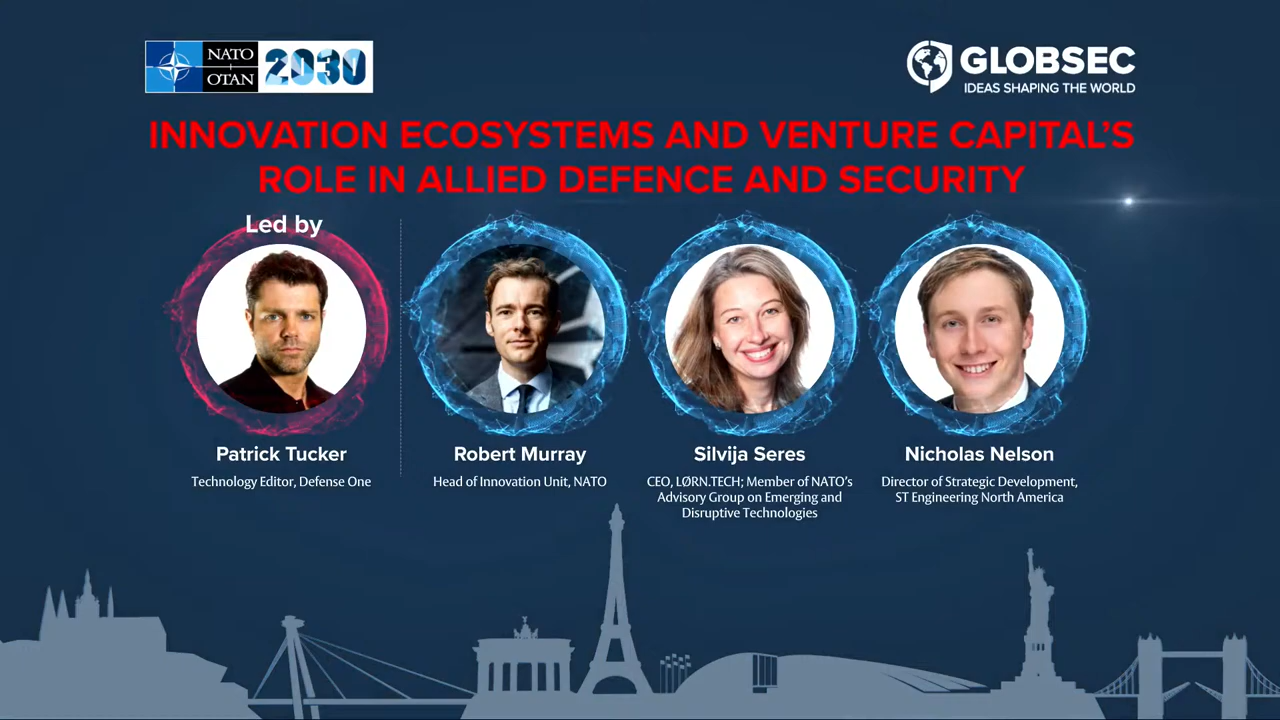 NATO
OTAN
2030
GLOBSEC
IDEAS SHAPING THE WORLD
INNOVATION ECOSYSTEMS AND VENTURE CAPITAL’S
ROLE IN ALLIED DEFENCE AND SECURITY
Led by
Patrick Tucker
Technology Editor, Defense One
Robert Murray
Head of Innovation Unit, NATO
Silvija Seres
CEO, LØRN.TECH; Member of NATO’s
Advisory Group on Emerging and
Disruptive Technologies
Nicholas Nelson
Director of Strategic Development,
ST Engineering North America